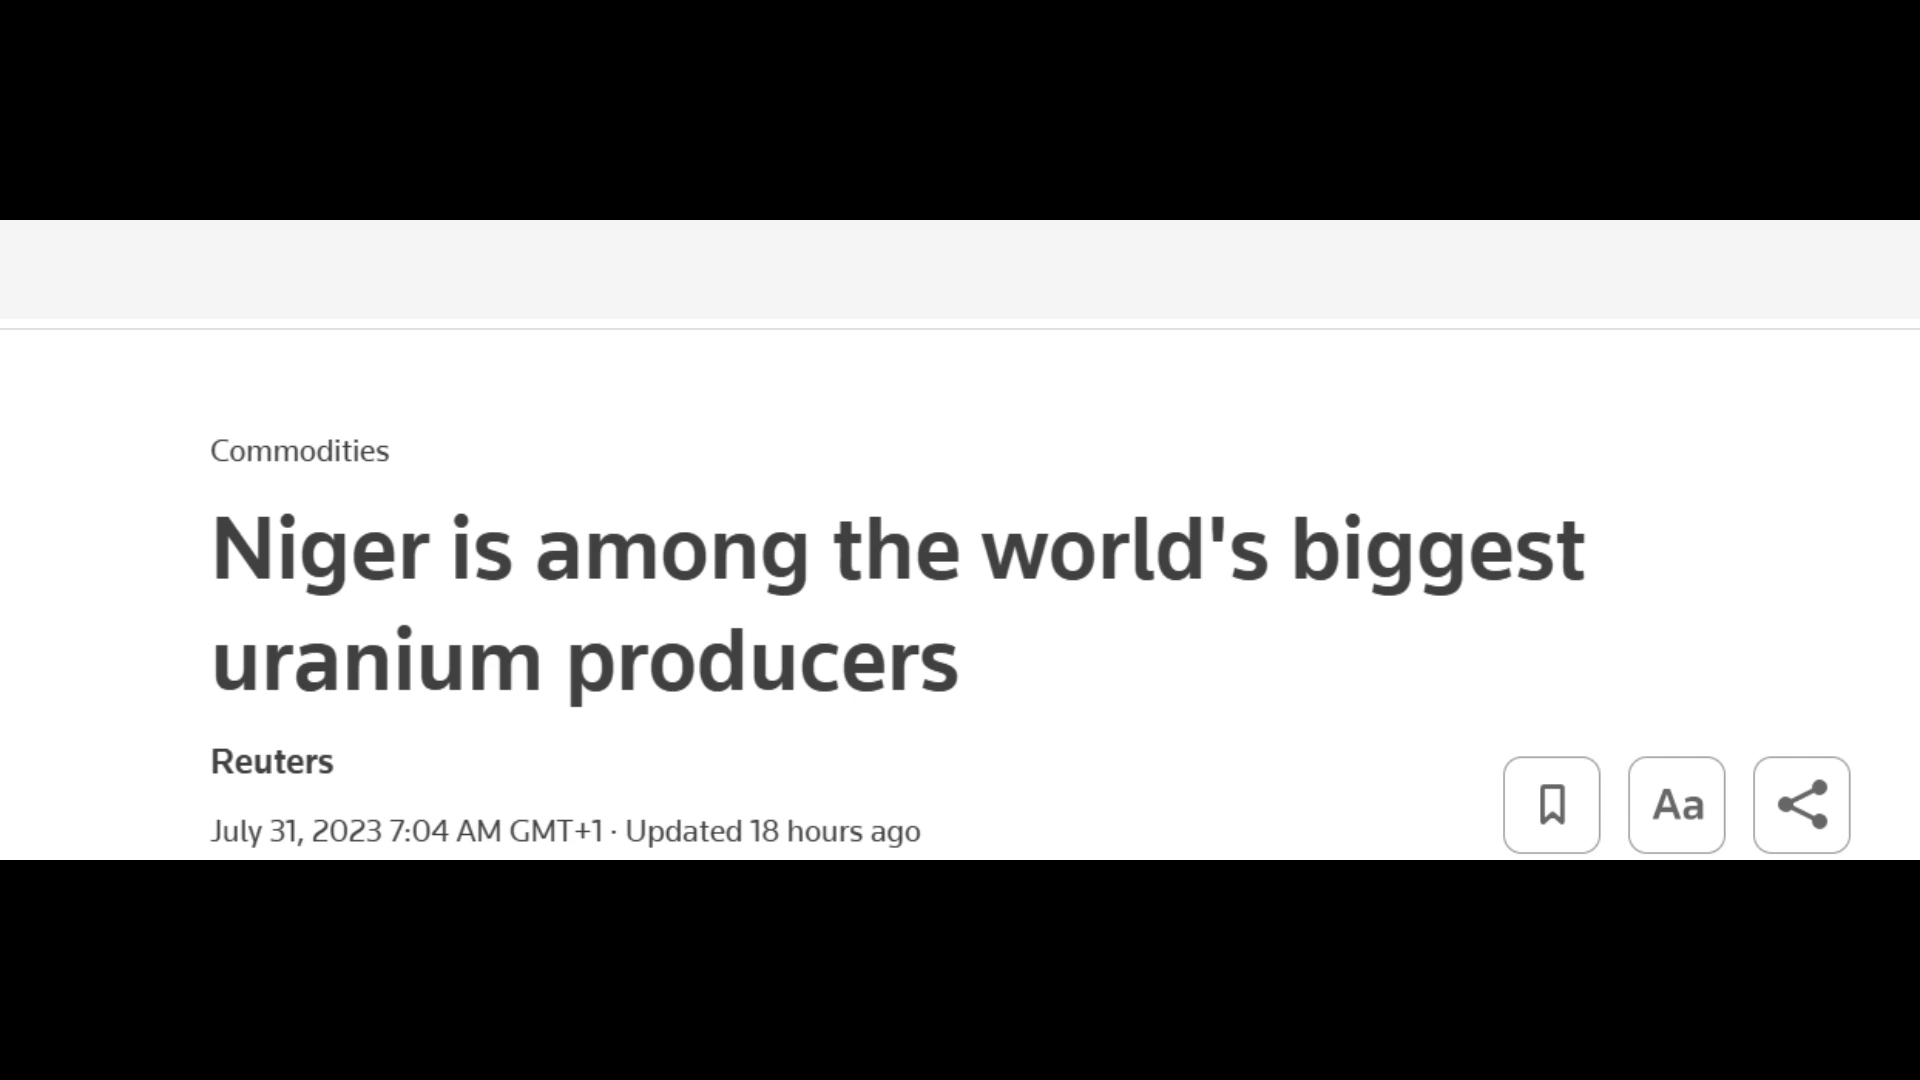 Commodities
Niger is among the world's biggest
uranium producers
Reuters
July 31, 2023 7:04 AM GMT+1 · Updated 18 hours ago
Aa